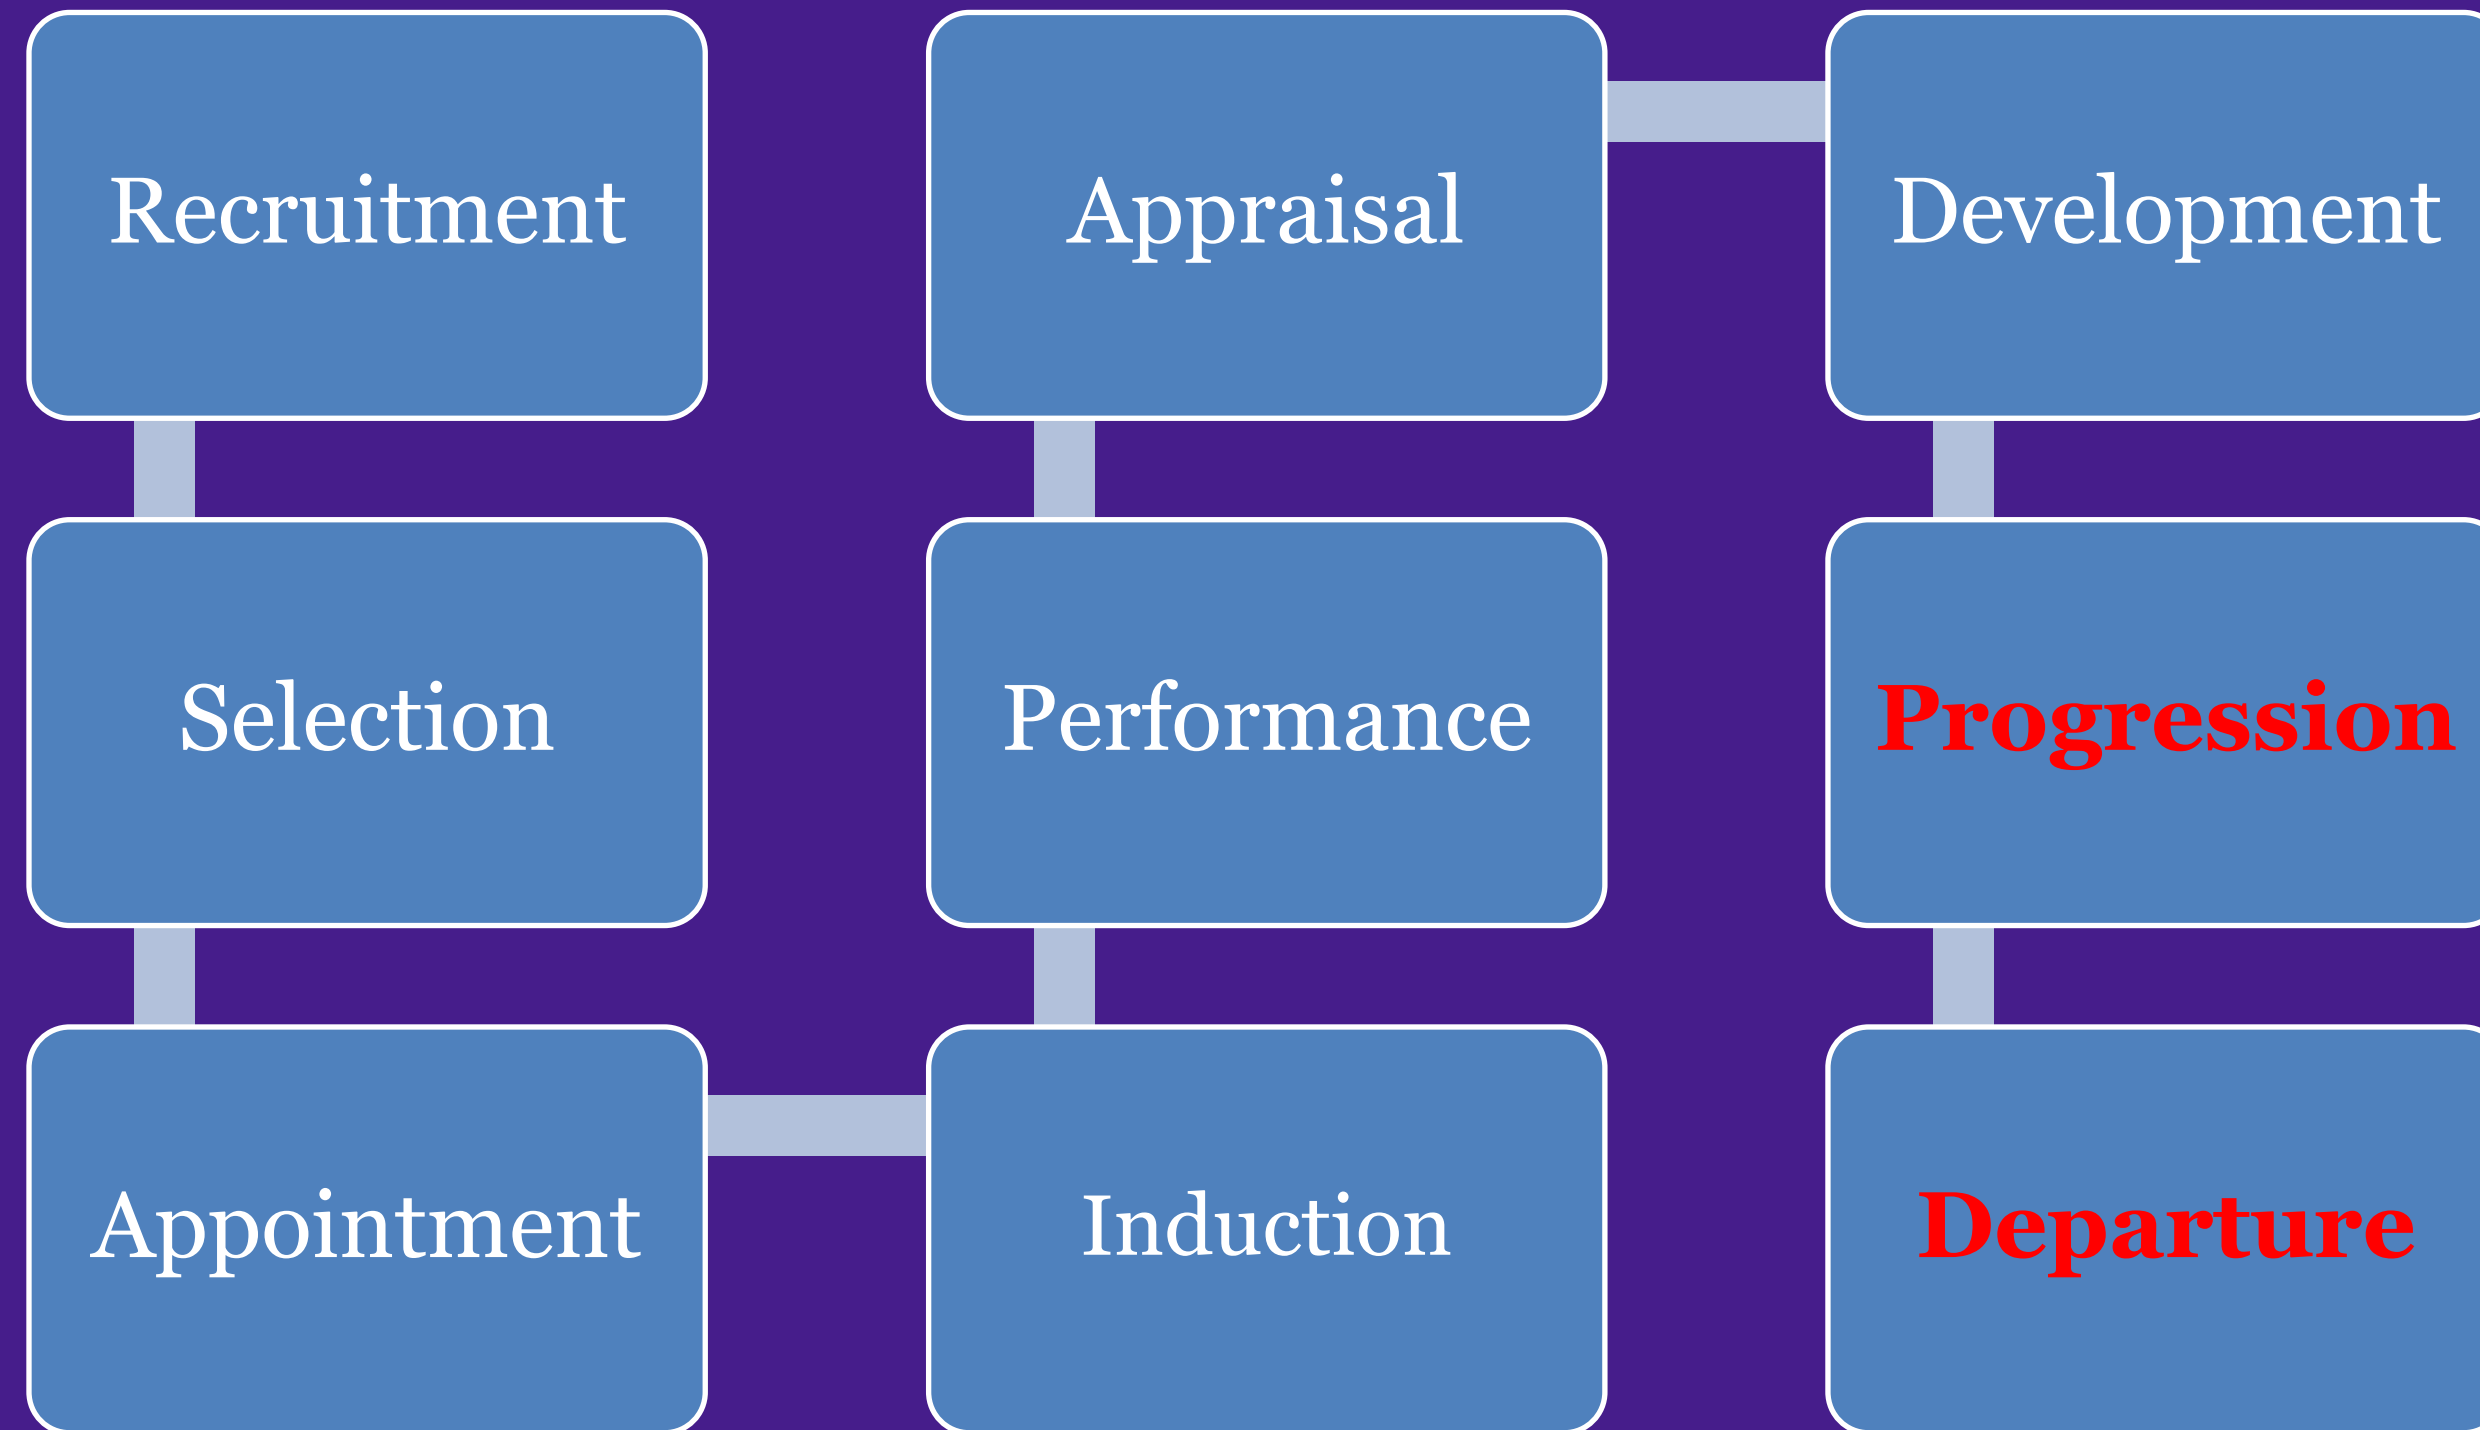 Recruitment
Selection
Appointment
Induction
Performance
Appraisal
Development
Progression
Departure